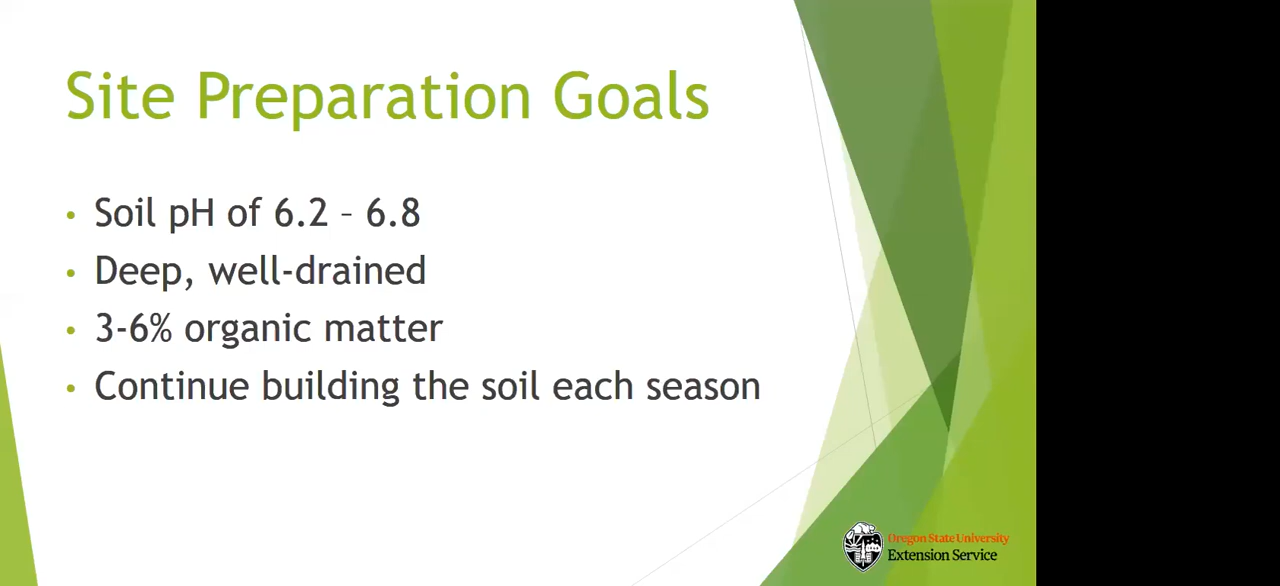 Site Preparation Goals
• Soil pH of 6.2 – 6.8
• Deep, well-drained
• 3-6% organic matter
• Continue building the soil each season
Oregon State University
Extension Service